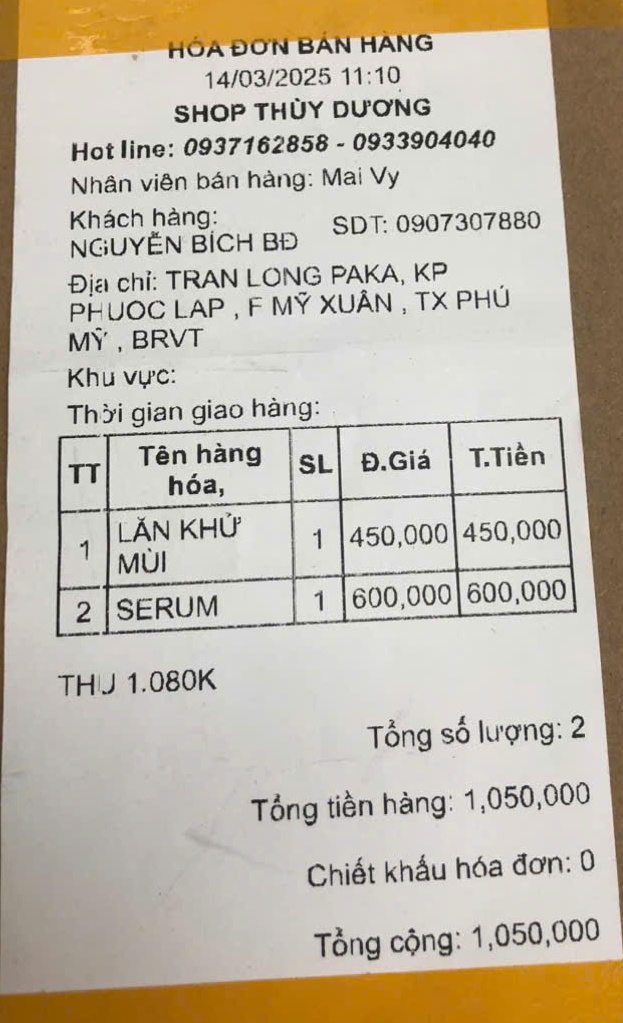 HÓA ĐƠN BÁN HÀNG
14/03/2025 11:10
SHOP THÙY DƯƠNG
Hot line: 0937162858 - 0933904040
Nhân viên bán hàng: Mai Vy
Khách hàng: SDT: 0907307880
NGUYỄN BÍCH BĐ
Địa chỉ: TRAN LONG PAKA, KP
PHUOC LAP , F MỸ XUÂN , TX PHÚ
MỸ , BRVT
Khu vực:
Thời gian giao hàng:
TT Tên hàng hóa, SL Đ.Giá T.Tiền
1 LĂN KHỬ MÙI 1 450,000 450,000
2 SERUM 1 600,000 600,000
THU 1.080K
Tổng số lượng: 2
Tổng tiền hàng: 1,050,000
Chiết khấu hóa đơn: 0
Tổng cộng: 1,050,000